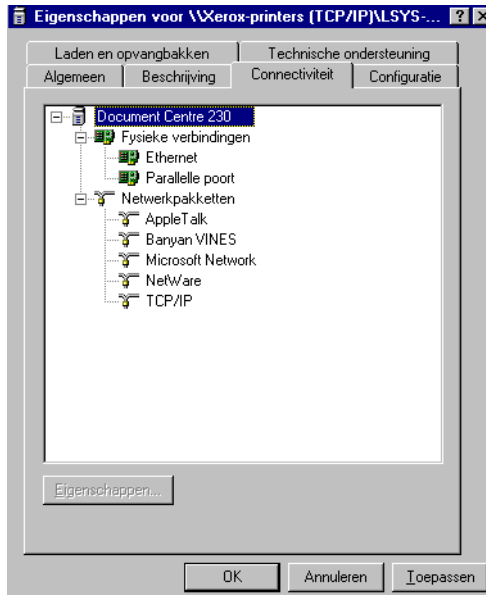 Eigenschappen voor \\Xerox-printers (TCP/IP)\LSYS-...
Laden en opvangbakken Technische ondersteuning
Algemeen Beschrijving Connectiviteit Configuratie
Document Centre 230
Fysieke verbindingen
Ethernet
Parallelle poort
Netwerkpakketten
AppleTalk
Banyan VINES
Microsoft Network
NetWare
TCP/IP
Eigenschappen...
OK Annuleren Toepassen